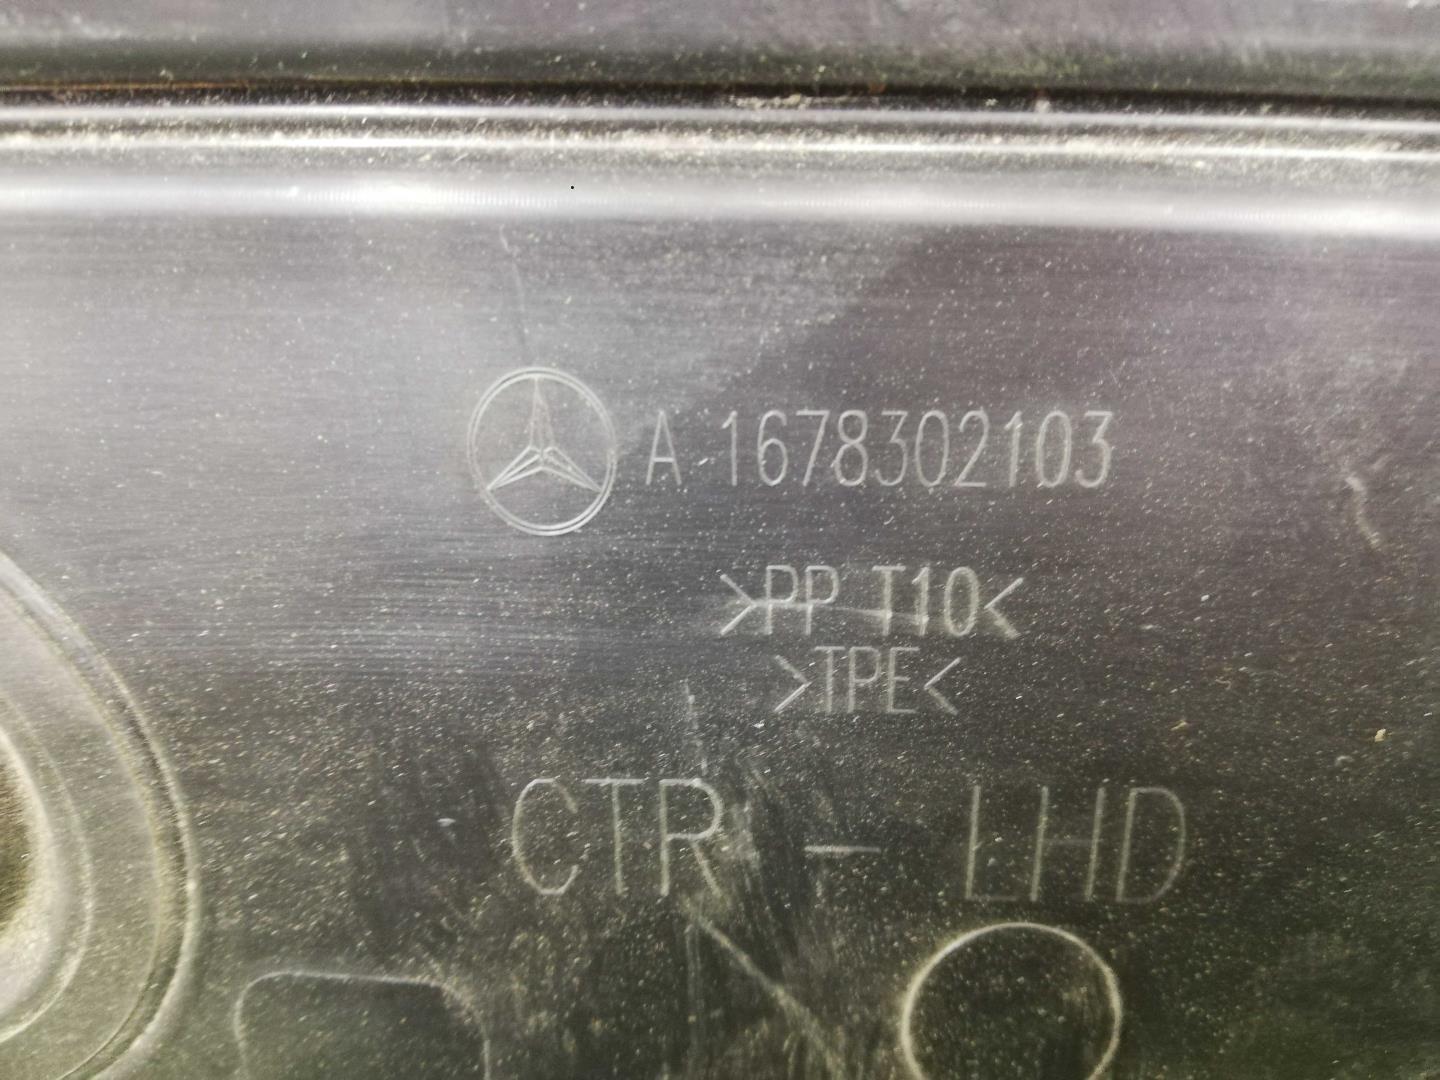 A 1678302103
>PP T10<
>TPE<
CTR - LHD